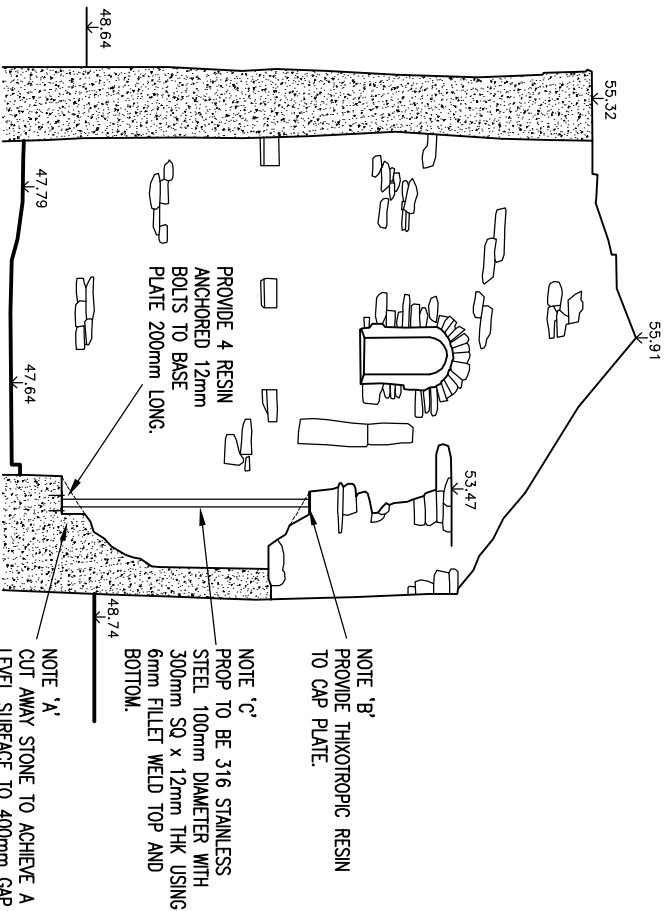 48.64
55.32
55.91
47.79
47.64
53.47
48.74
PROVIDE 4 RESIN
ANCHORED 12mm
BOLTS TO BASE
PLATE 200mm LONG.
NOTE 'B'
PROVIDE THIXOTROPIC RESIN
TO CAP PLATE.
NOTE 'C'
PROP TO BE 316 STAINLESS
STEEL 100mm DIAMETER WITH
300mm SQ x 12mm THK USING
6mm FILLET WELD TOP AND
BOTTOM.
NOTE 'A'
CUT AWAY STONE TO ACHIEVE A
LEVEL SURFACE TO 400mm GAP